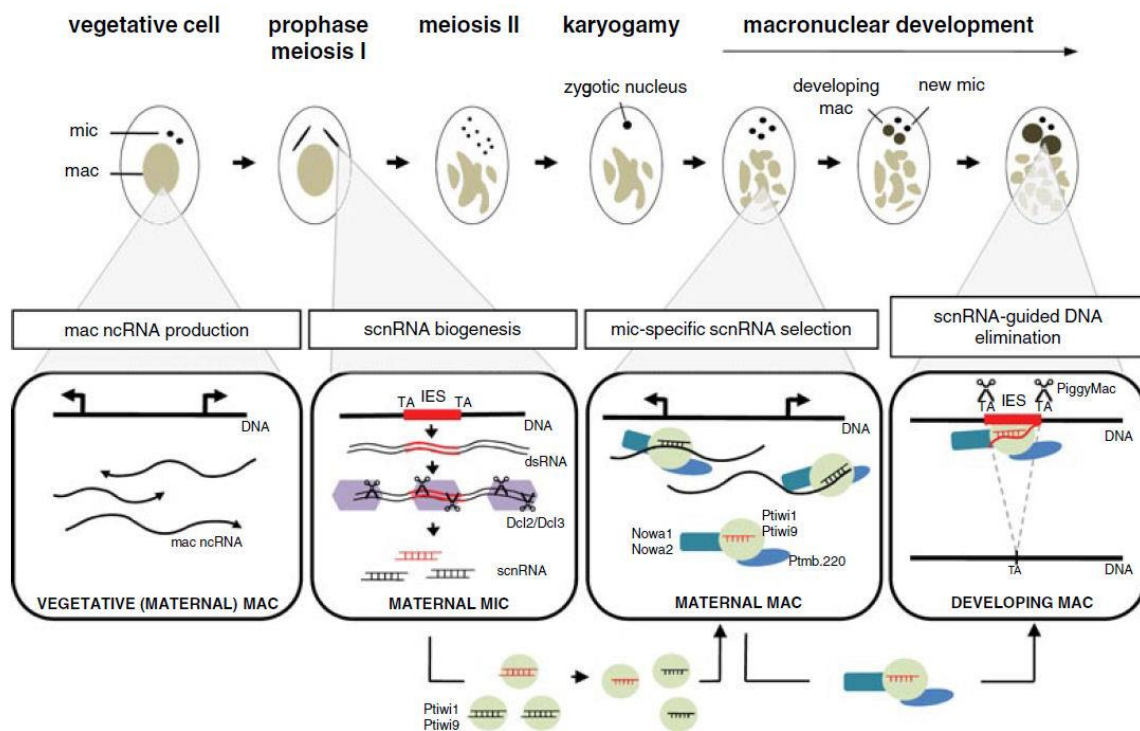 vegetative cell
prophase
meiosis I
meiosis II
karyogamy
macronuclear development
mic
mac
zygotic nucleus
developing
mac
new mic
mac ncRNA production
scnRNA biogenesis
mic-specific scnRNA selection
scnRNA-guided DNA
elimination
DNA
mac ncRNA
VEGETATIVE (MATERNAL) MAC
TA IES TA
DNA
dsRNA
Dcl2/Dcl3
scnRNA
MATERNAL MIC
DNA
Nowa1
Nowa2
Ptiwi1
Ptiwi9
Ptmb.220
MATERNAL MAC
PiggyMac
TA IES TA
DNA
TA
DNA
DEVELOPING MAC
Ptiwi1
Ptiwi9